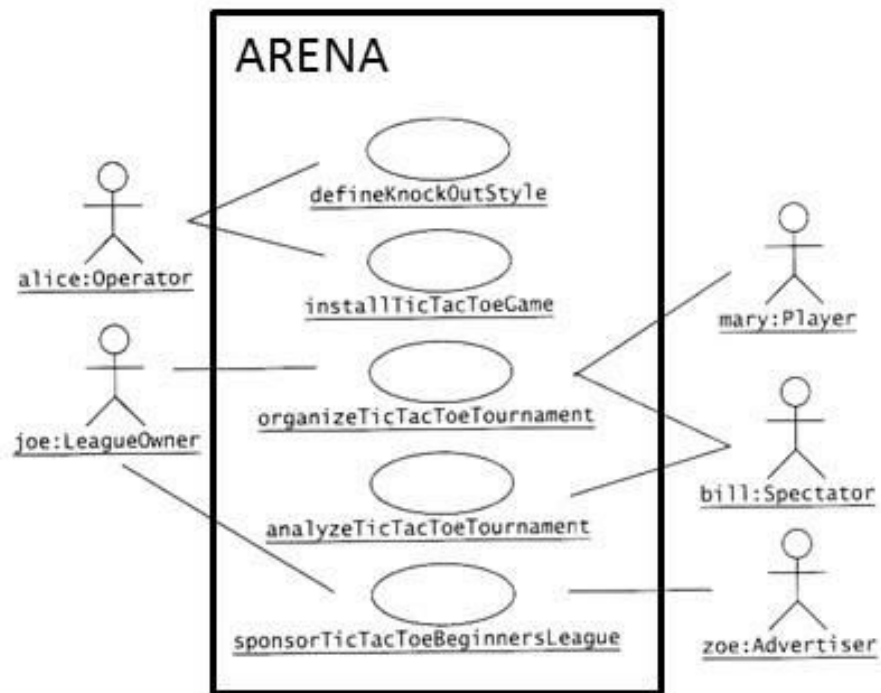 ARENA
defineKnockOutStyle
alice:Operator
installTicTacToeGame
mary:Player
organizeTicTacToeTournament
joe:LeagueOwner
bill:Spectator
analyzeTicTacToeTournament
sponsorTicTacToeBeginnersLeague
zoe:Advertiser